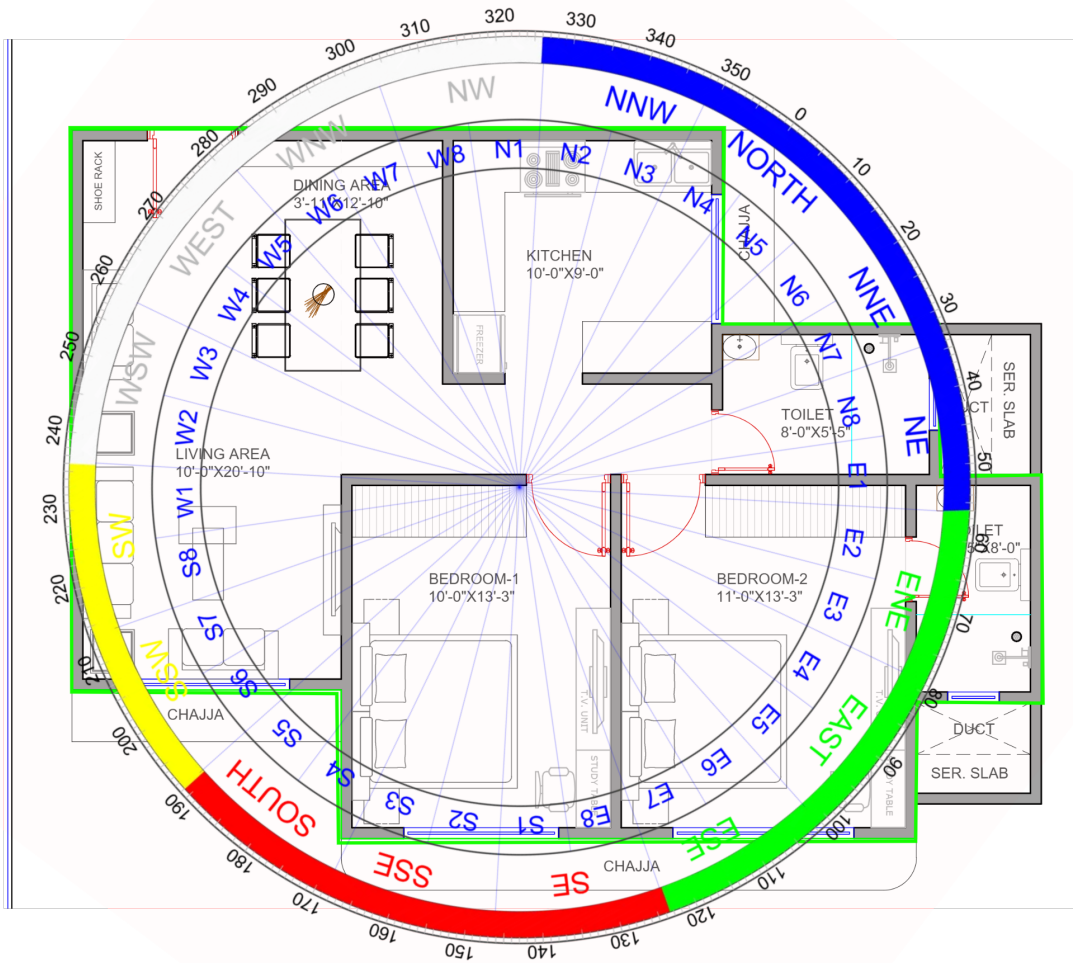 320
330
310
340
300
350
290
0
280
10
270
20
260
30
250
40
240
50
230
60
220
70
210
80
200
90
190
100
180
110
170
120
160
130
150
140
NW
NNW
NORTH
NNE
NE
ENE
EAST
ESE
SE
SSE
SOUTH
SSW
SW
WSW
WEST
WNW
N1
N2
N3
N4
N5
N6
N7
N8
E1
E2
E3
E4
E5
E6
E7
E8
S1
S2
S3
S4
S5
S6
S7
S8
W1
W2
W3
W4
W5
W6
W7
W8
SHOE RACK
DINING AREA
KITCHEN
10'-0"X9'-0"
CHAJJA
FREEZER
TOILET
8'-0"X5'-5"
SER. SLAB
LIVING AREA
10'-0"X20'-10"
BEDROOM-1
10'-0"X13'-3"
BEDROOM-2
11'-0"X13'-3"
T.V. UNIT
STUDY TABLE
CHAJJA
DUCT
SER. SLAB
CHAJJA